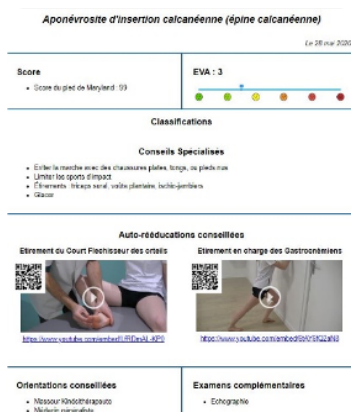 Aponévrosite d'insertion calcanéenne (épine calcanéenne)
Le 28 mai 2020
Score
• Score du pied de Maryland : 99
EVA : 3
Classifications
Conseils Spécialisés
• Eviter la marche avec des chaussures plates, tongs, ou pieds nus
• Limiter les sports d'impact
• Étirements : triceps sural, voûte plantaire, ischio-jambiers
• Glacer
Auto-rééducations conseillées
Etirement du Court Flechisseur des orteils
Etirement en charge des Gastrocnémiens
Orientations conseillées
• Masseur Kinésithérapeute
• Médecin généraliste
Examens complémentaires
• Echographie